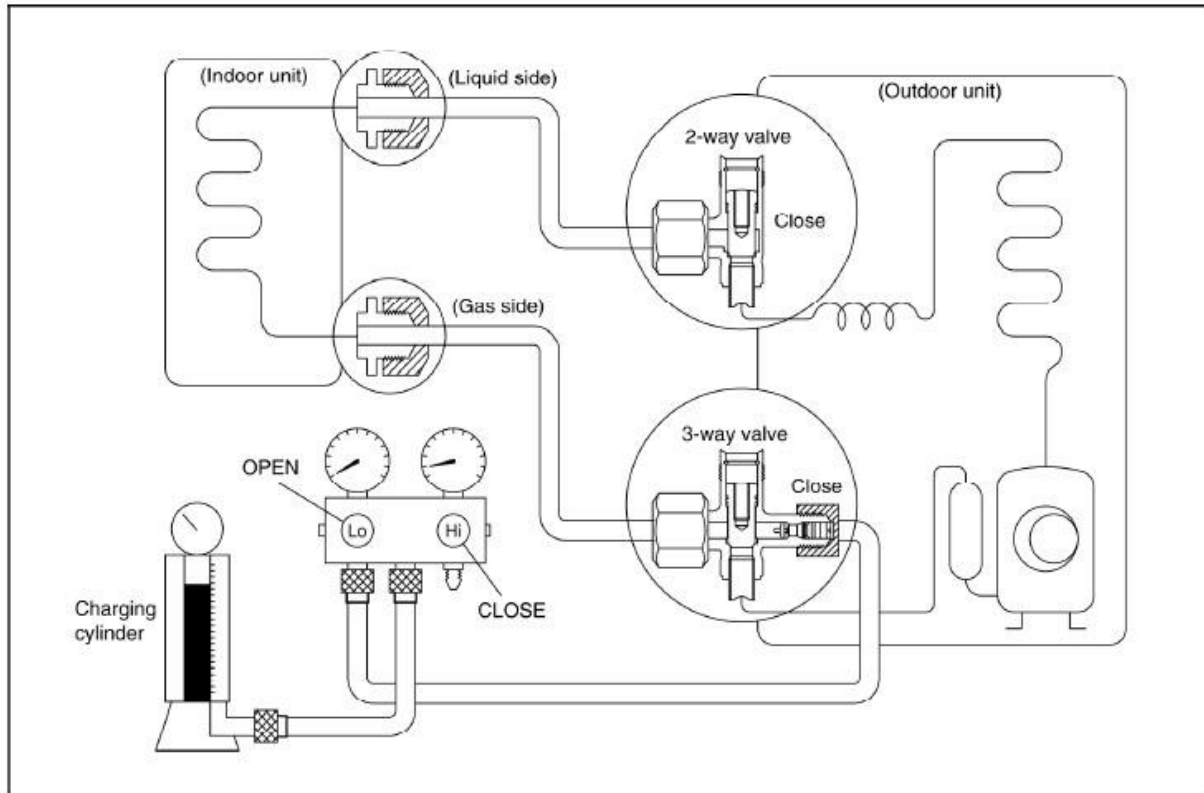 (Indoor unit)
(Liquid side)
(Outdoor unit)
2-way valve
Close
(Gas side)
3-way valve
Close
OPEN
Lo
Hi
CLOSE
Charging
cylinder